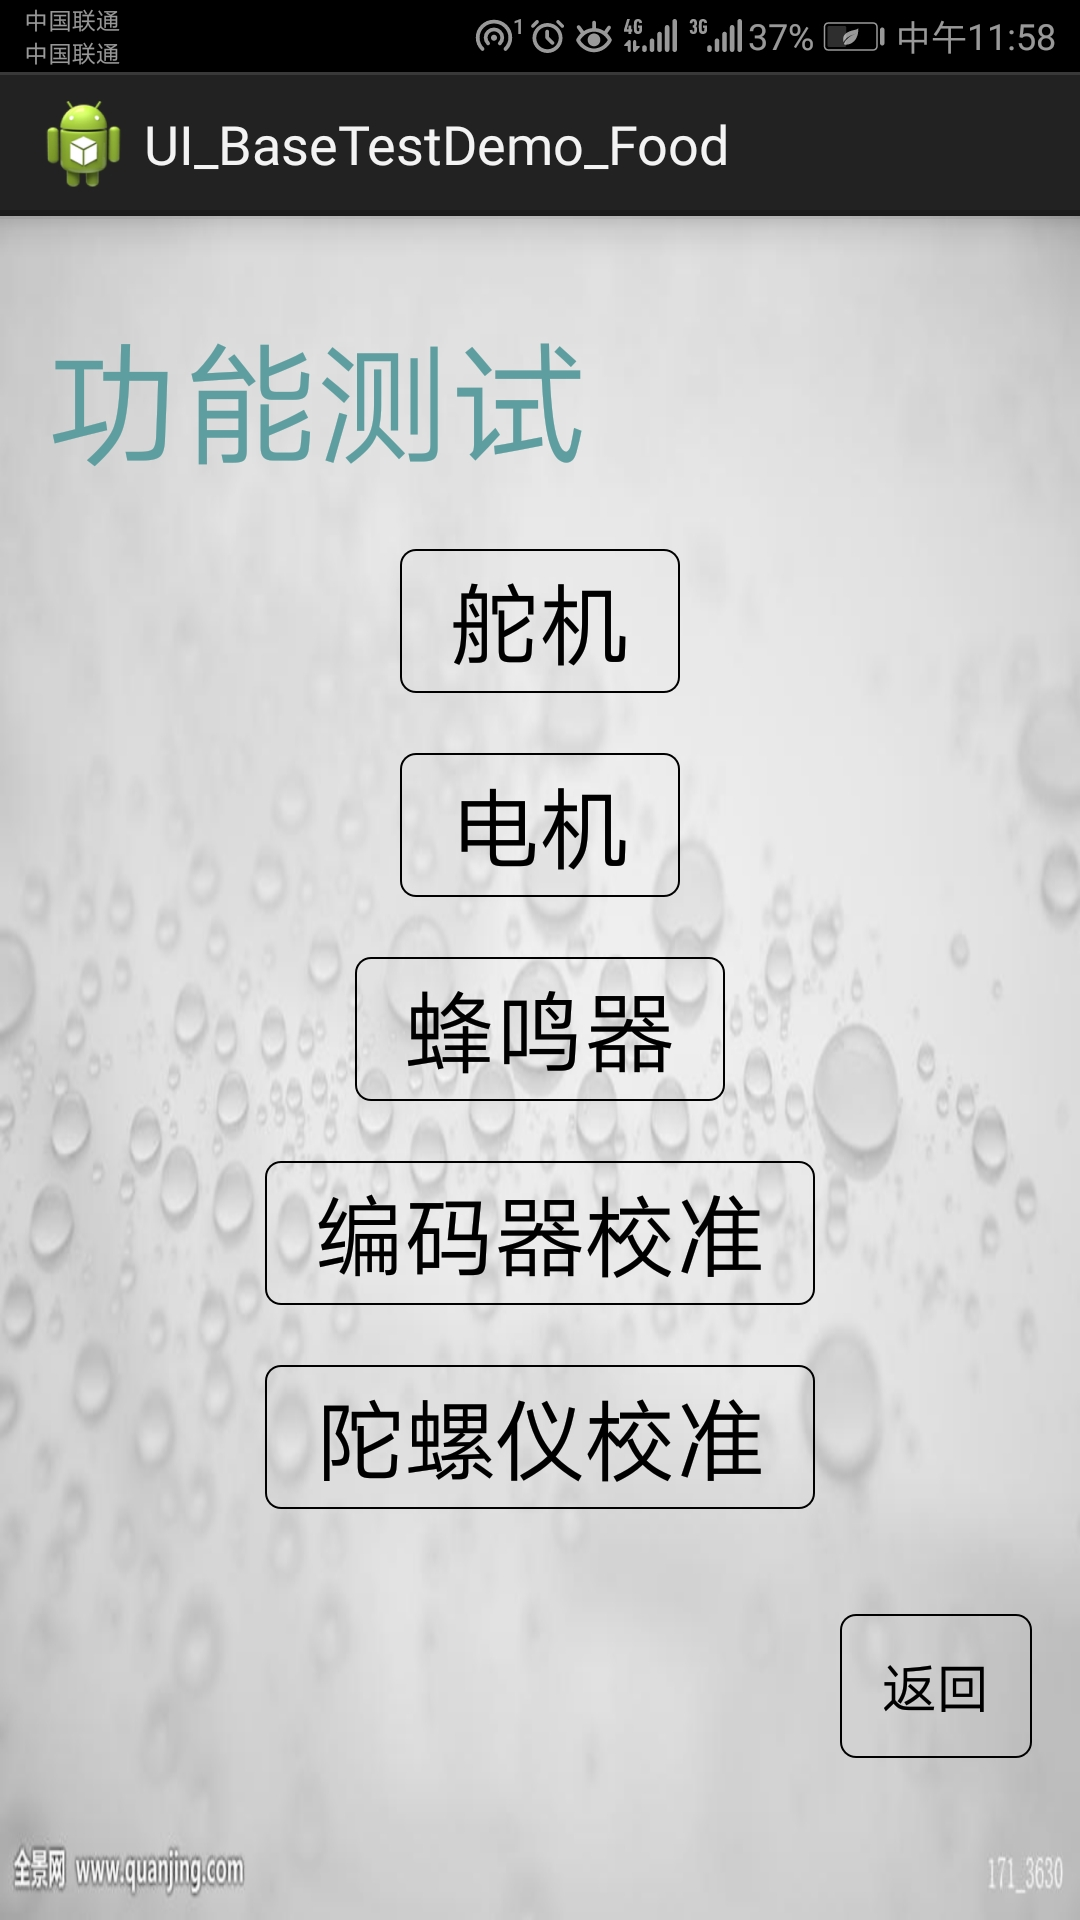 中国联通
中国联通
1 4G 3G 37% 中午11:58
UI_BaseTestDemo_Food
功能测试
舵机
电机
蜂鸣器
编码器校准
陀螺仪校准
返回
全景网 www.quanjing.com
171_3630